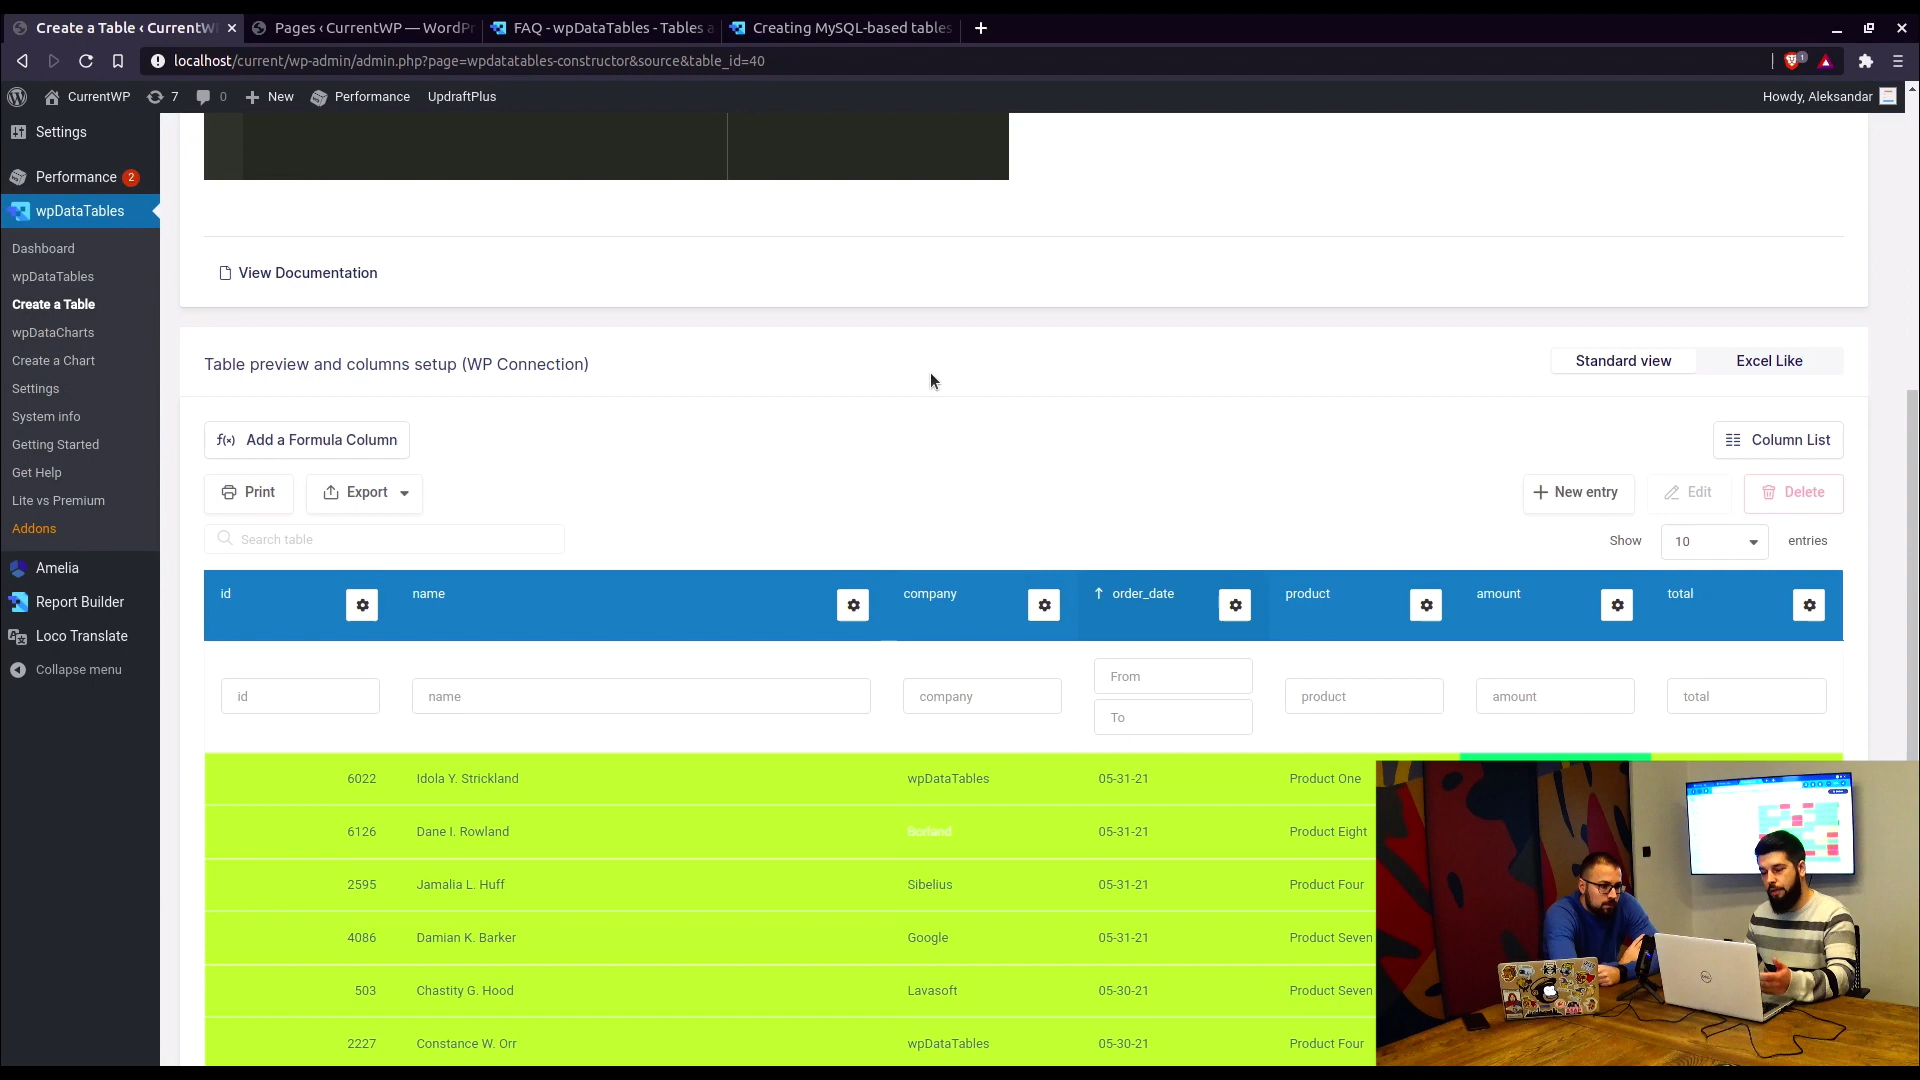 Create a Table ‹ CurrentWP
Pages ‹ CurrentWP — WordPr
FAQ - wpDataTables - Tables a
Creating MySQL-based tables
localhost/current/wp-admin/admin.php?page=wpdatatables-constructor&source&table_id=40
1
CurrentWP
7
0
New
Performance
UpdraftPlus
Howdy, Aleksandar
Settings
Performance 2
wpDataTables
Dashboard
wpDataTables
Create a Table
wpDataCharts
Create a Chart
Settings
System info
Getting Started
Get Help
Lite vs Premium
Addons
Amelia
Report Builder
Loco Translate
Collapse menu
View Documentation
Table preview and columns setup (WP Connection)
Standard view
Excel Like
f(x) Add a Formula Column
Column List
Print
Export
New entry
Edit
Delete
Search table
Show 10 entries
id name company order_date product amount total
id name company From To product amount total
6022 Idola Y. Strickland wpDataTables 05-31-21 Product One
6126 Dane I. Rowland Borland 05-31-21 Product Eight
2595 Jamalia L. Huff Sibelius 05-31-21 Product Four
4086 Damian K. Barker Google 05-31-21 Product Seven
503 Chastity G. Hood Lavasoft 05-30-21 Product Seven
2227 Constance W. Orr wpDataTables 05-30-21 Product Four